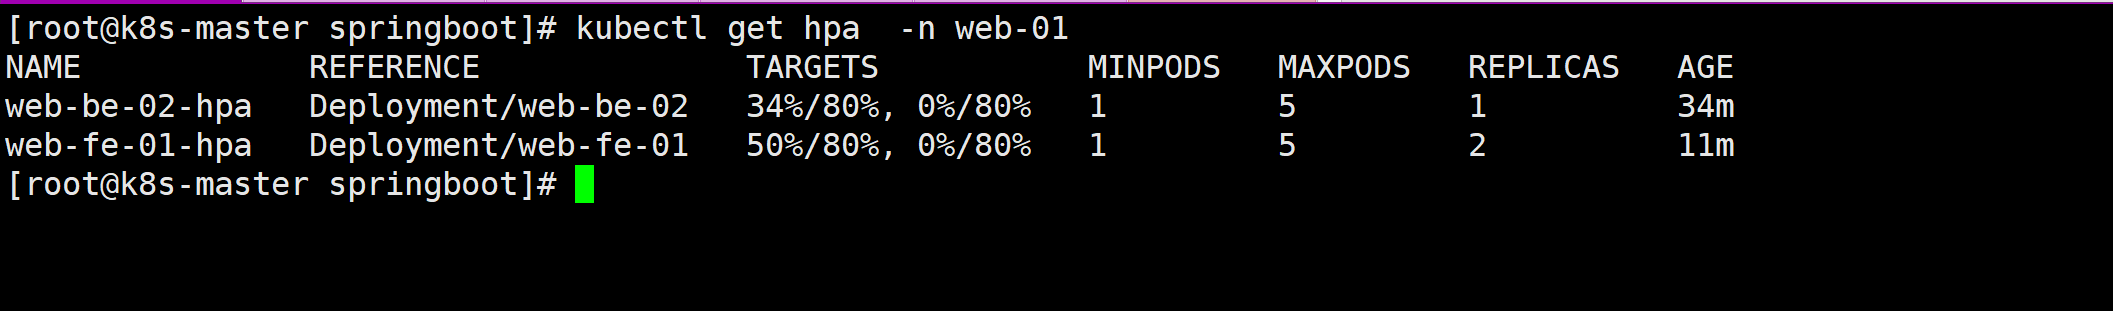 [root@k8s-master springboot]# kubectl get hpa  -n web-01
NAME            REFERENCE              TARGETS           MINPODS   MAXPODS   REPLICAS   AGE
web-be-02-hpa   Deployment/web-be-02   34%/80%, 0%/80%   1         5         1          34m
web-fe-01-hpa   Deployment/web-fe-01   50%/80%, 0%/80%   1         5         2          11m
[root@k8s-master springboot]#